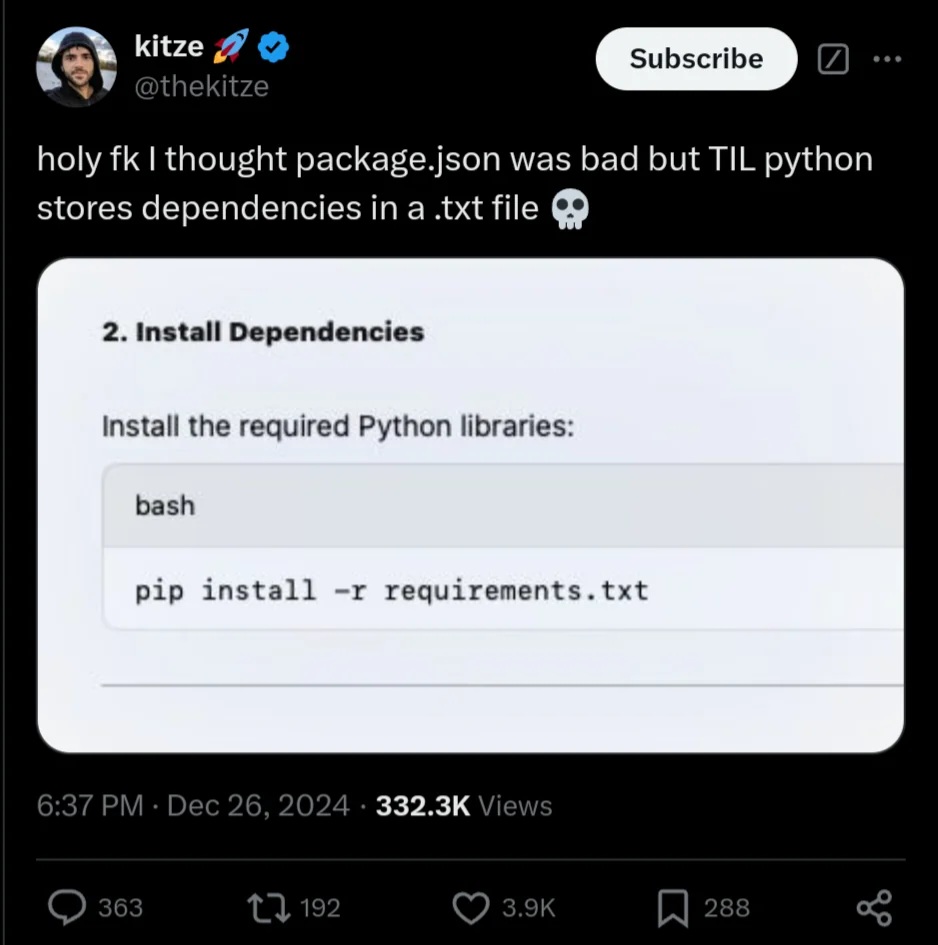 kitze 🚀
@thekitze
Subscribe
holy fk I thought package.json was bad but TIL python
stores dependencies in a .txt file 💀
2. Install Dependencies
Install the required Python libraries:
bash
pip install -r requirements.txt
6:37 PM · Dec 26, 2024 · 332.3K Views
363 192 3.9K 288